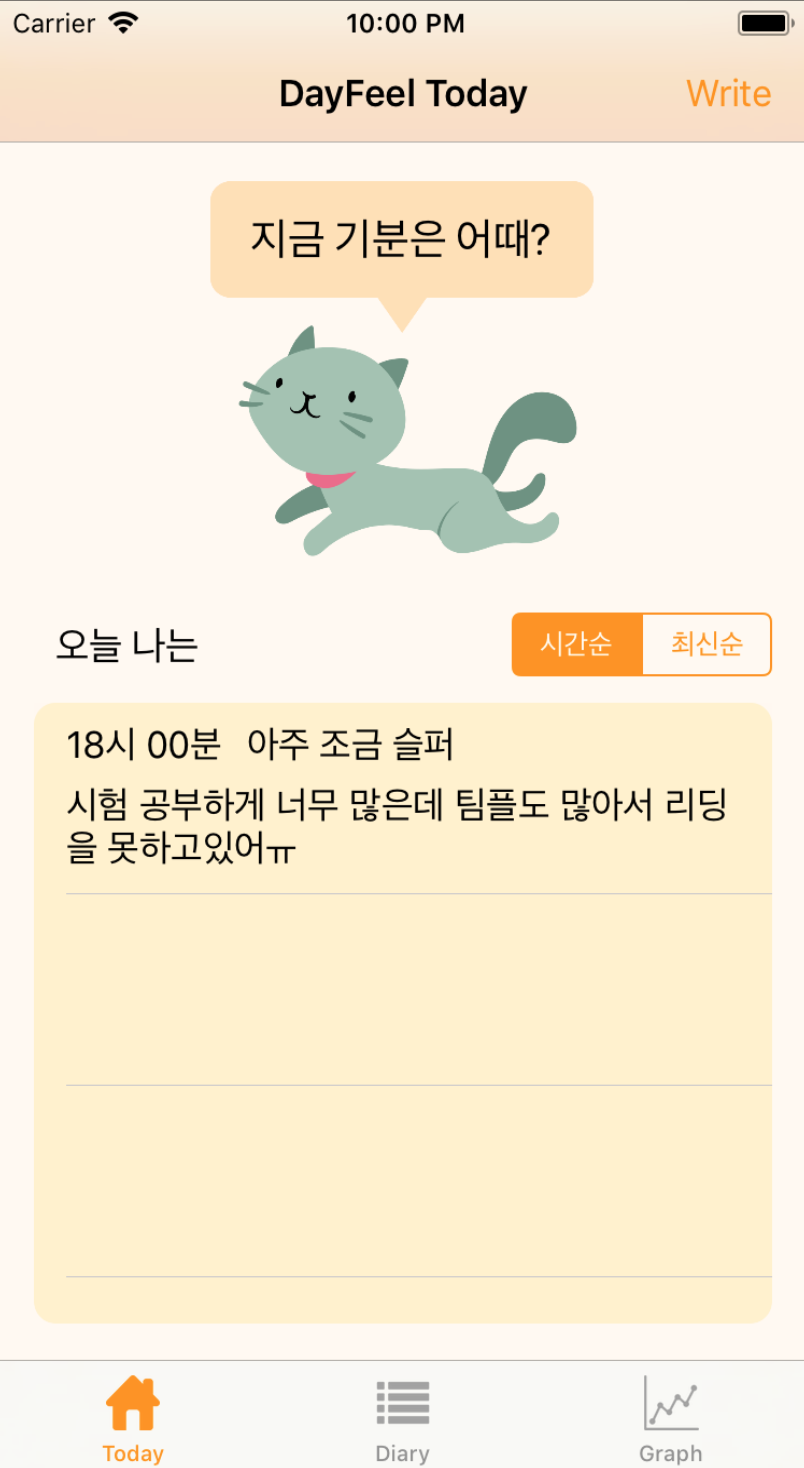 Carrier 10:00 PM
DayFeel Today Write
지금 기분은 어때?
오늘 나는 시간순 최신순
18시 00분 아주 조금 슬퍼
시험 공부하게 너무 많은데 팀플도 많아서 리딩
을 못하고있어ㅠ
Today Diary Graph